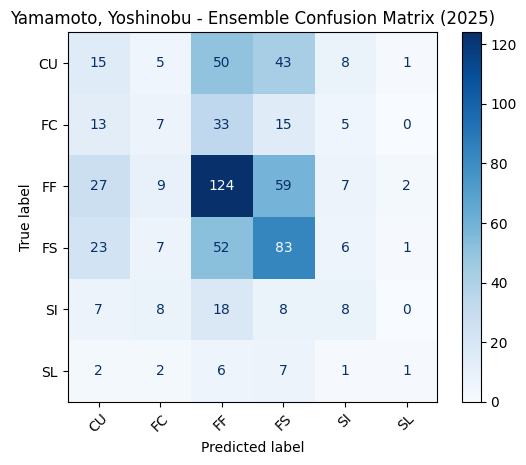 Yamamoto, Yoshinobu - Ensemble Confusion Matrix (2025)
CU 15 5 50 43 8 1
FC 13 7 33 15 5 0
FF 27 9 124 59 7 2
FS 23 7 52 83 6 1
SI 7 8 18 8 8 0
SL 2 2 6 7 1 1
CU FC FF FS SI SL
Predicted label
True label
120
100
80
60
40
20
0